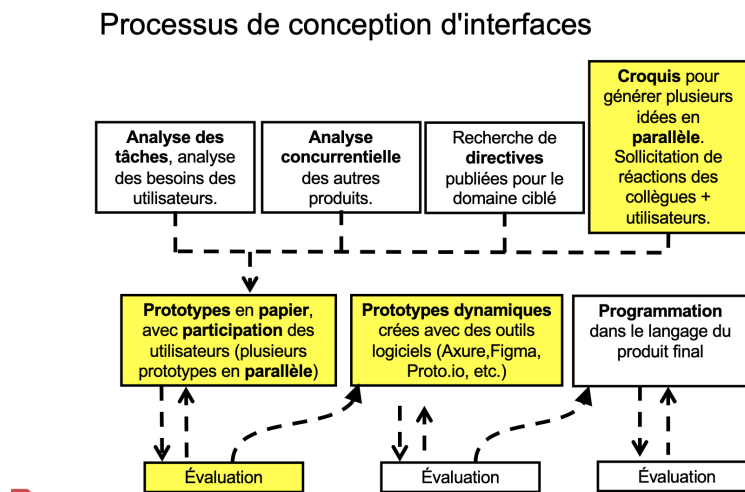 Processus de conception d'interfaces
Analyse des
tâches, analyse
des besoins des
utilisateurs.
Analyse
concurrentielle
des autres
produits.
Recherche de
directives
publiées pour le
domaine ciblé
Croquis pour
générer plusieurs
idées en
parallèle.
Sollicitation de
réactions des
collègues +
utilisateurs.
Prototypes en papier,
avec participation des
utilisateurs (plusieurs
prototypes en parallèle)
Prototypes dynamiques
crées avec des outils
logiciels (Axure,Figma,
Proto.io, etc.)
Programmation
dans le langage du
produit final
Évaluation
Évaluation
Évaluation